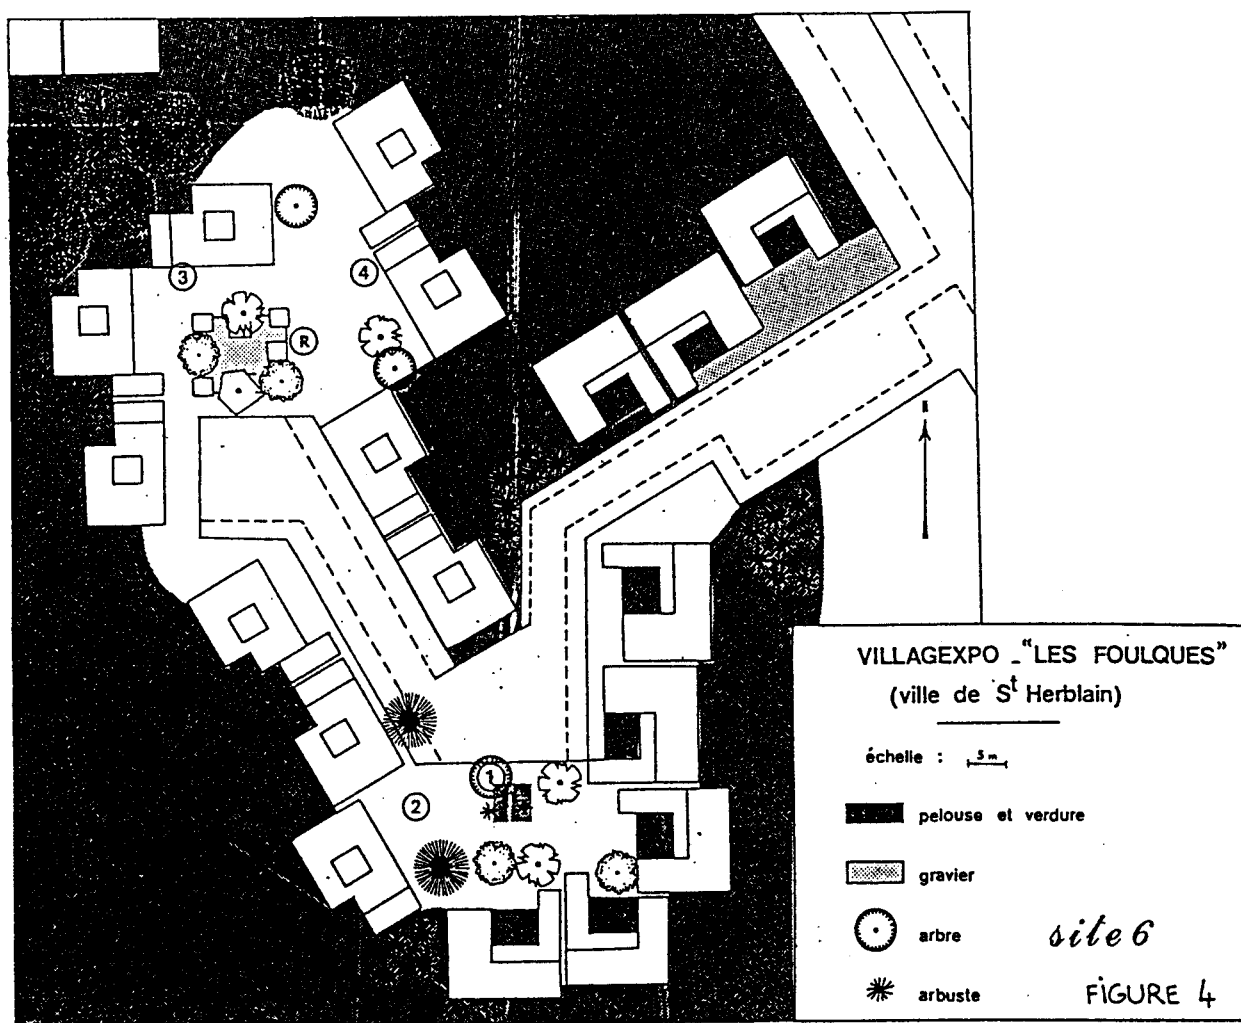 3
4
R
1
2
VILLAGEXPO - "LES FOULQUES"
(ville de St Herblain)
échelle : 5 m
pelouse et verdure
gravier
arbre
site 6
arbuste
FIGURE 4